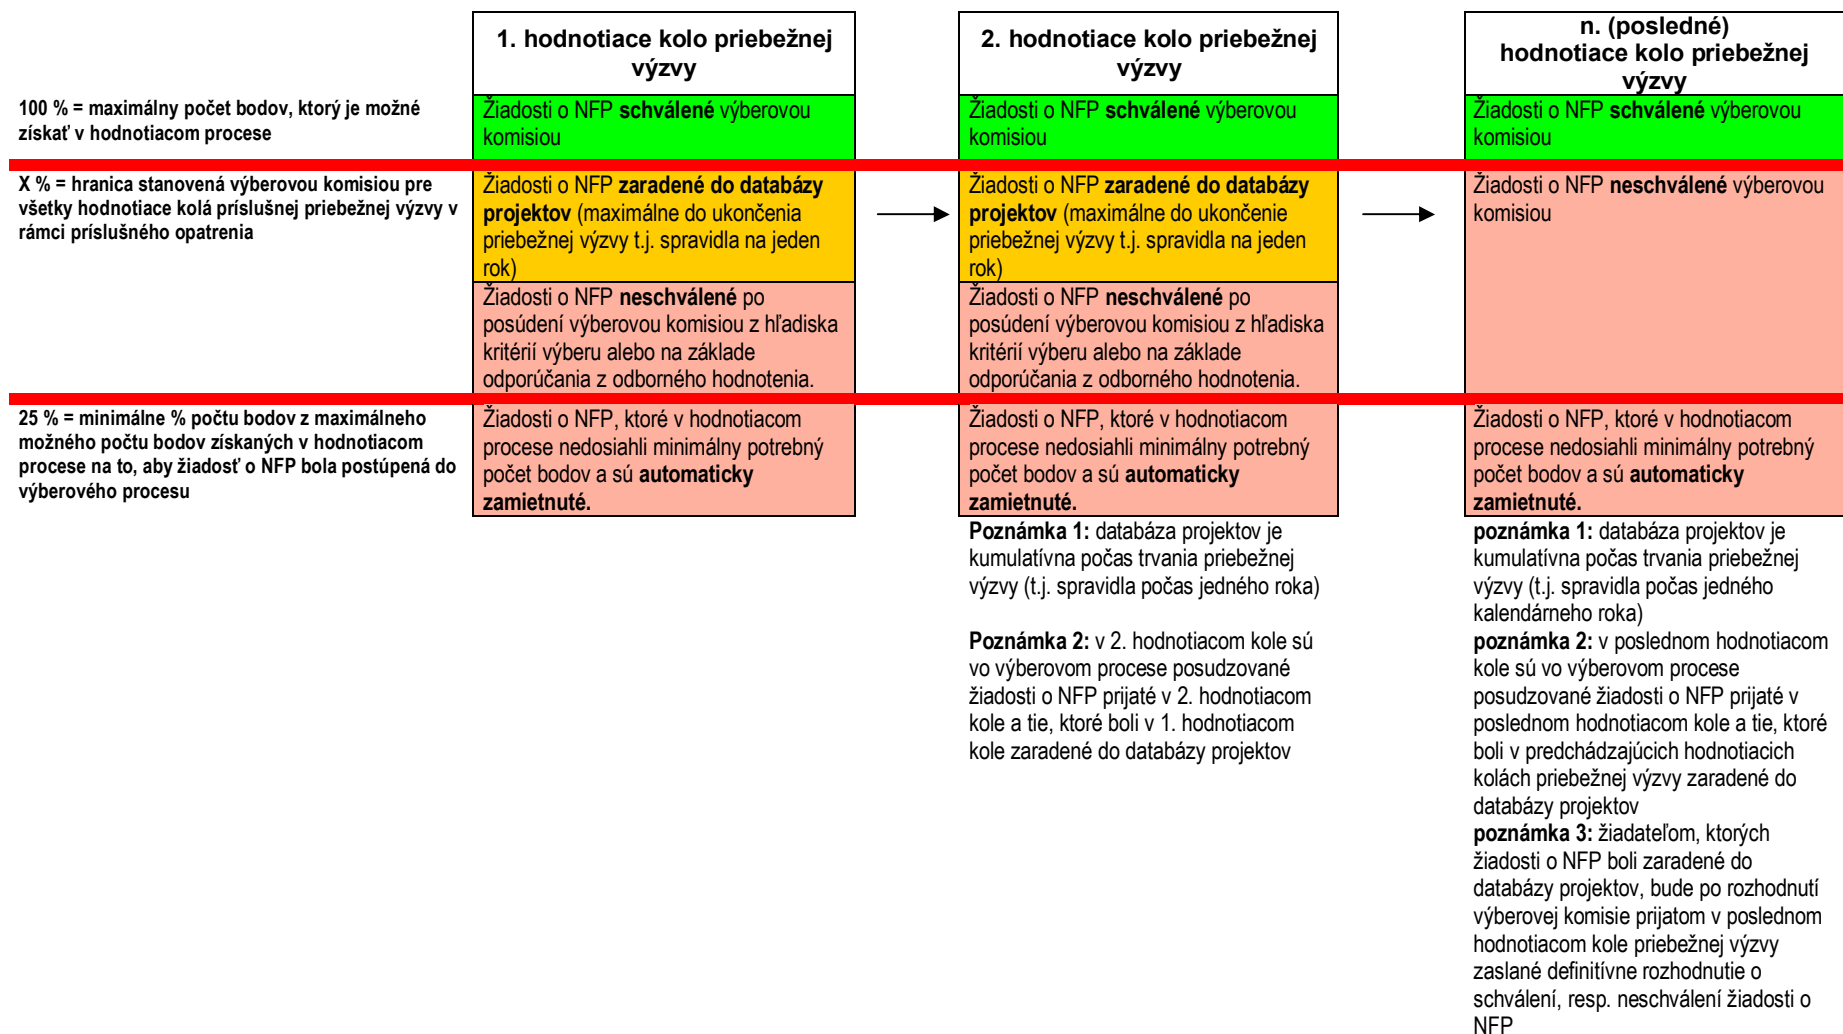 1. hodnotiace kolo priebežnej
výzvy
2. hodnotiace kolo priebežnej
výzvy
n. (posledné)
hodnotiace kolo priebežnej
výzvy
100 % = maximálny počet bodov, ktorý je možné
získať v hodnotiacom procese
Žiadosti o NFP schválené výberovou
komisiou
Žiadosti o NFP schválené výberovou
komisiou
Žiadosti o NFP schválené výberovou
komisiou
X % = hranica stanovená výberovou komisiou pre
všetky hodnotiace kolá príslušnej priebežnej výzvy v
rámci príslušného opatrenia
Žiadosti o NFP zaradené do databázy
projektov (maximálne do ukončenia
priebežnej výzvy t.j. spravidla na jeden
rok)
Žiadosti o NFP zaradené do databázy
projektov (maximálne do ukončenie
priebežnej výzvy t.j. spravidla na jeden
rok)
Žiadosti o NFP neschválené výberovou
komisiou
Žiadosti o NFP neschválené po
posúdení výberovou komisiou z hľadiska
kritérií výberu alebo na základe
odporúčania z odborného hodnotenia.
Žiadosti o NFP neschválené po
posúdení výberovou komisiou z hľadiska
kritérií výberu alebo na základe
odporúčania z odborného hodnotenia.
25 % = minimálne % počtu bodov z maximálneho
možného počtu bodov získaných v hodnotiacom
procese na to, aby žiadosť o NFP bola postúpená do
výberového procesu
Žiadosti o NFP, ktoré v hodnotiacom
procese nedosiahli minimálny potrebný
počet bodov a sú automaticky
zamietnuté.
Žiadosti o NFP, ktoré v hodnotiacom
procese nedosiahli minimálny potrebný
počet bodov a sú automaticky
zamietnuté.
Žiadosti o NFP, ktoré v hodnotiacom
procese nedosiahli minimálny potrebný
počet bodov a sú automaticky
zamietnuté.
Poznámka 1: databáza projektov je
kumulatívna počas trvania priebežnej
výzvy (t.j. spravidla počas jedného roka)
Poznámka 2: v 2. hodnotiacom kole sú
vo výberovom procese posudzované
žiadosti o NFP prijaté v 2. hodnotiacom
kole a tie, ktoré boli v 1. hodnotiacom
kole zaradené do databázy projektov
poznámka 1: databáza projektov je
kumulatívna počas trvania priebežnej
výzvy (t.j. spravidla počas jedného
kalendárneho roka)
poznámka 2: v poslednom hodnotiacom
kole sú vo výberovom procese
posudzované žiadosti o NFP prijaté v
poslednom hodnotiacom kole a tie, ktoré
boli v predchádzajúcich hodnotiacich
kolách priebežnej výzvy zaradené do
databázy projektov
poznámka 3: žiadateľom, ktorých
žiadosti o NFP boli zaradené do
databázy projektov, bude po rozhodnutí
výberovej komisie prijatom v poslednom
hodnotiacom kole priebežnej výzvy
zaslané definitívne rozhodnutie o
schválení, resp. neschválení žiadosti o
NFP